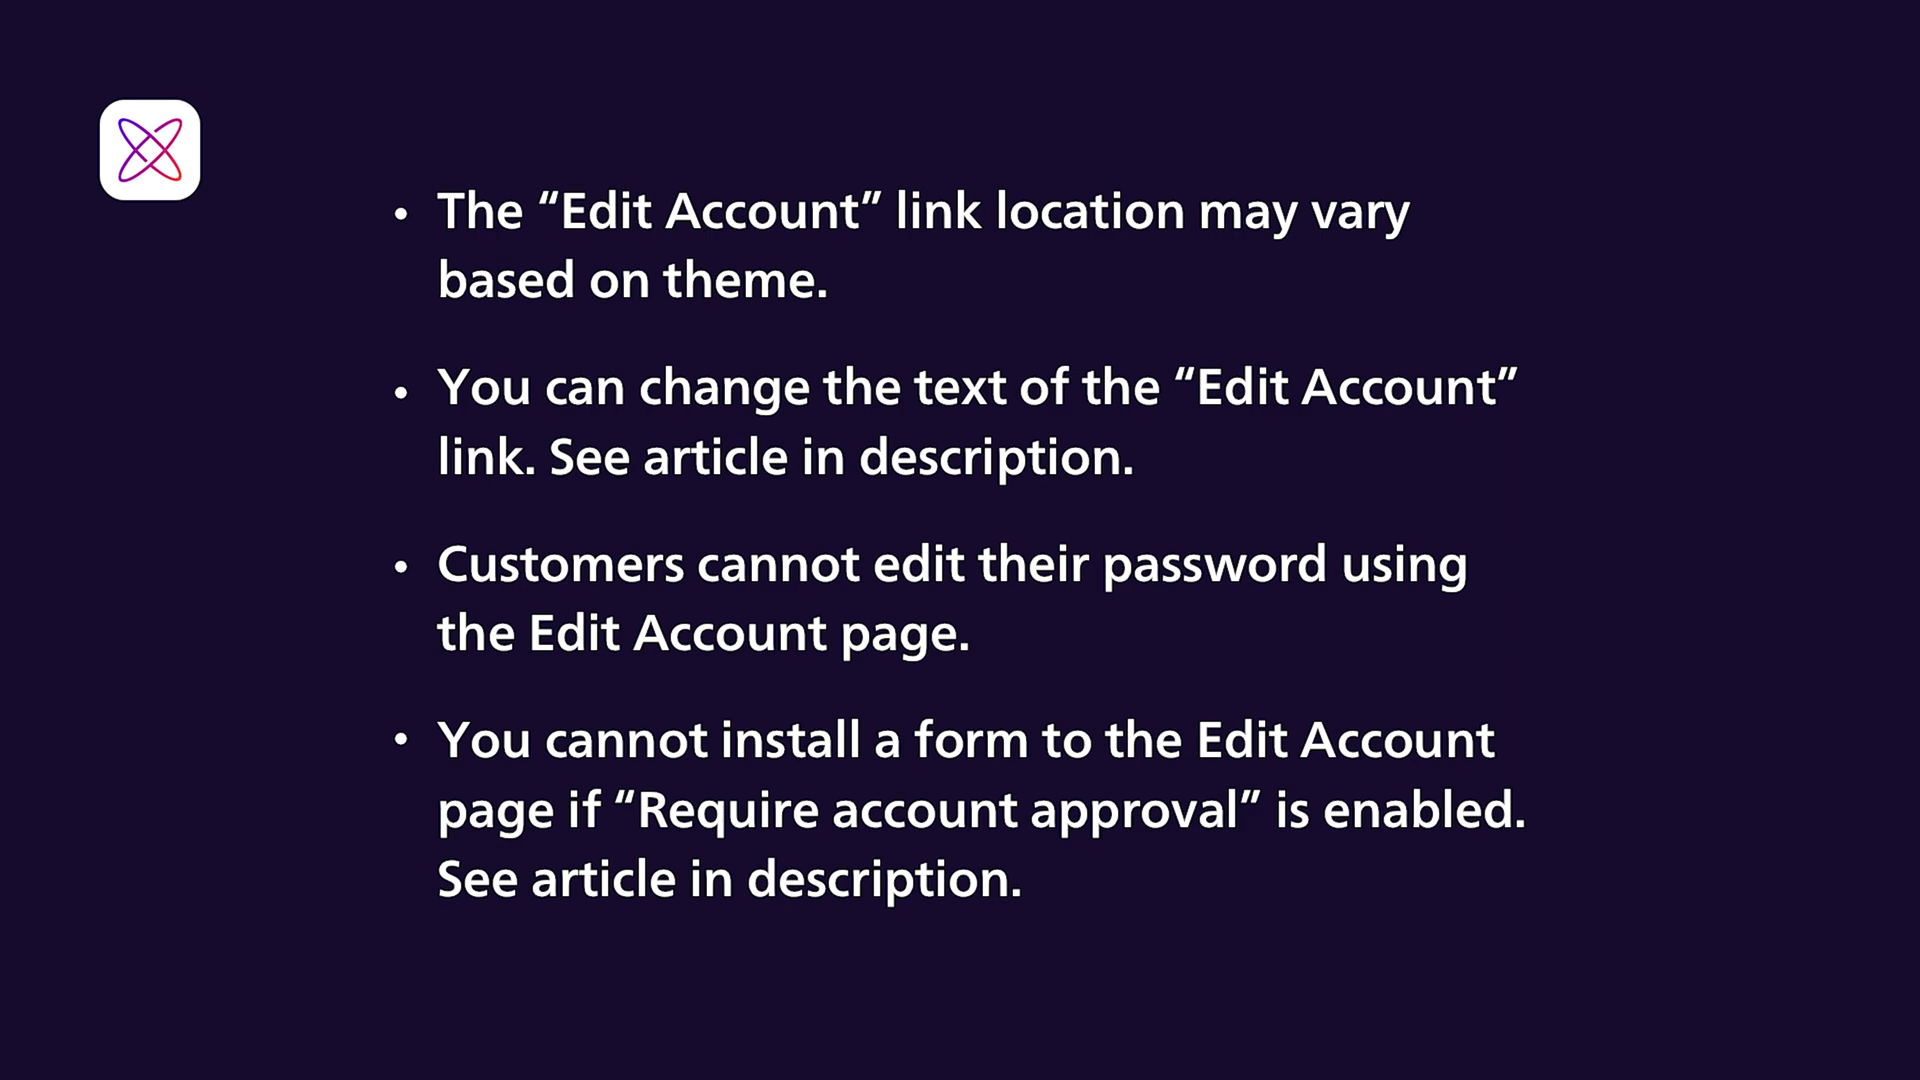 • The “Edit Account” link location may vary
based on theme.
• You can change the text of the “Edit Account”
link. See article in description.
• Customers cannot edit their password using
the Edit Account page.
• You cannot install a form to the Edit Account
page if “Require account approval” is enabled.
See article in description.